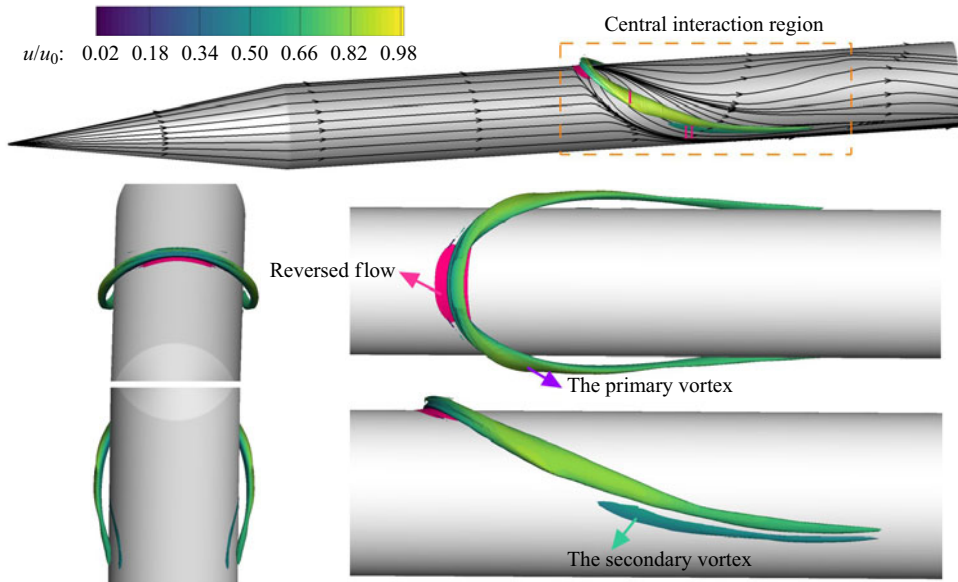 Central interaction region
u/u0: 0.02 0.18 0.34 0.50 0.66 0.82 0.98
I
II
Reversed flow
The primary vortex
The secondary vortex